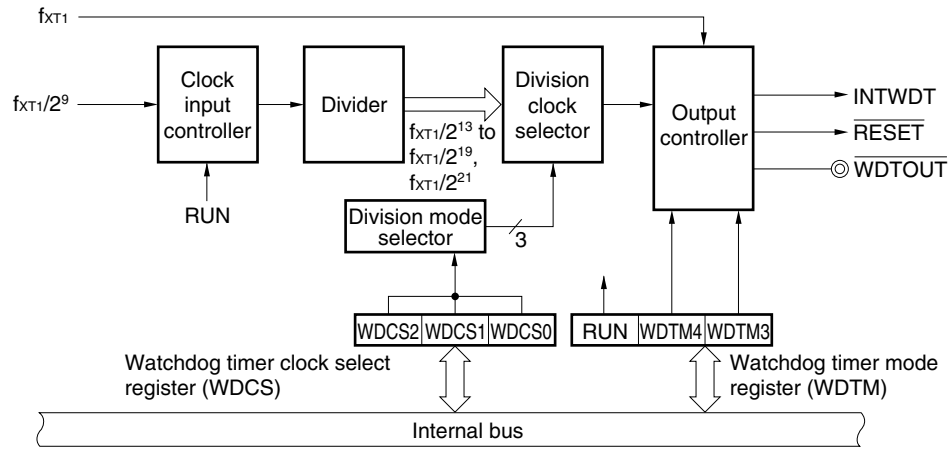 fXT1
fXT1/2⁹
Clock
input
controller
RUN
Divider
fXT1/2¹³ to
fXT1/2¹⁹,
fXT1/2²¹
Division
clock
selector
Output
controller
INTWDT
RESET
WDTOUT
Division mode
selector
3
WDCS2 WDCS1 WDCS0
RUN WDTM4 WDTM3
Watchdog timer clock select
register (WDCS)
Watchdog timer mode
register (WDTM)
Internal bus